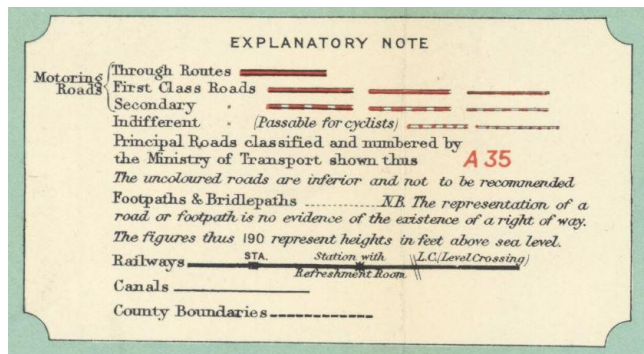 EXPLANATORY NOTE
Motoring Roads
Through Routes
First Class Roads
Secondary "
Indifferent " (Passable for cyclists)
Principal Roads classified and numbered by
the Ministry of Transport shown thus A 35
The uncoloured roads are inferior and not to be recommended
Footpaths & Bridlepaths N.B. The representation of a
road or footpath is no evidence of the existence of a right of way.
The figures thus 190 represent heights in feet above sea level.
Railways STA. Station with Refreshment Room L.C. (Level Crossing)
Canals
County Boundaries